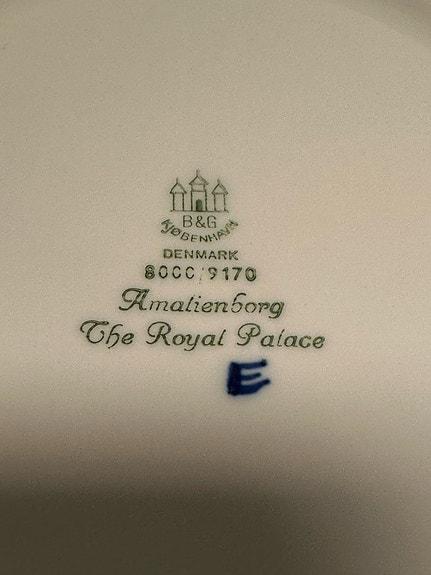 B&G
KJØBENHAVN
DENMARK
8000/9170
Amalienborg
The Royal Palace
E